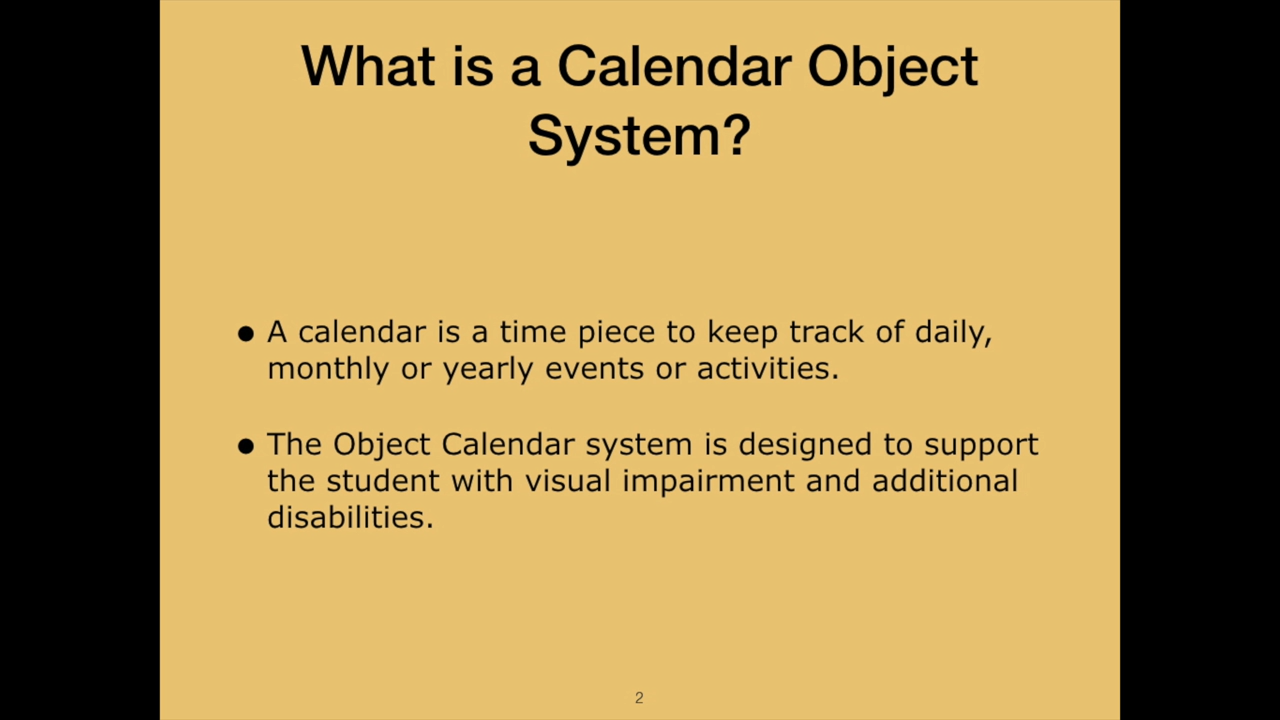 What is a Calendar Object
System?
• A calendar is a time piece to keep track of daily,
monthly or yearly events or activities.
• The Object Calendar system is designed to support
the student with visual impairment and additional
disabilities.
2